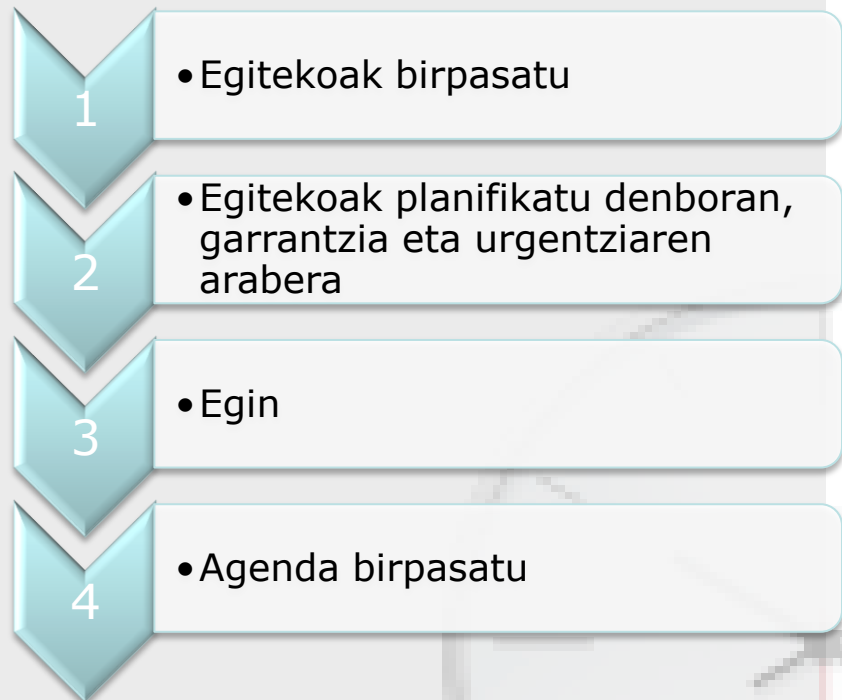 1
•Egitekoak birpasatu
2
•Egitekoak planifikatu denboran,
garrantzia eta urgentziaren
arabera
3
•Egin
4
•Agenda birpasatu